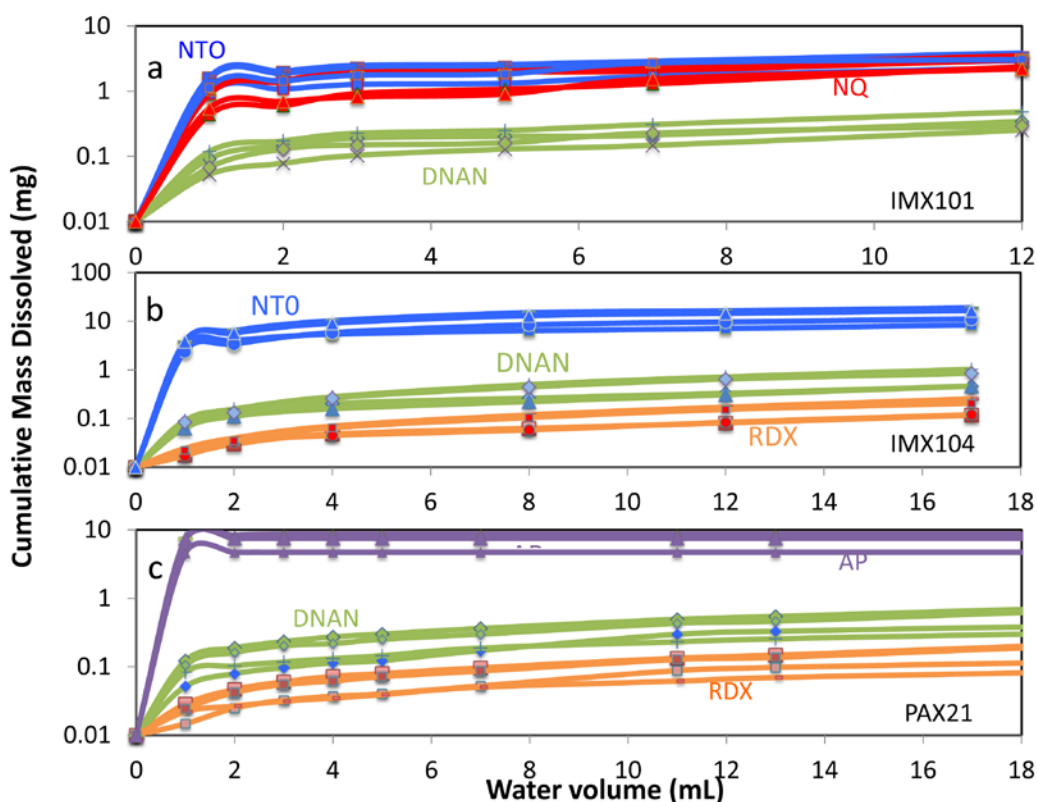 Cumulative Mass Dissolved (mg)
10
1
0.1
0.01
a
NTO
NQ
DNAN
IMX101
0 2 4 6 8 10 12
100
10
1
0.1
0.01
b
NT0
DNAN
RDX
IMX104
0 2 4 6 8 10 12 14 16 18
10
1
0.1
0.01
c
AP
DNAN
RDX
PAX21
0 2 4 6 8 10 12 14 16 18
Water volume (mL)